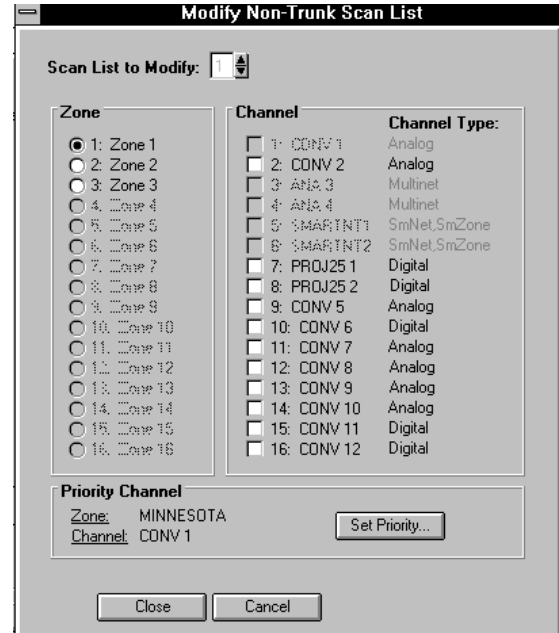 Modify Non-Trunk Scan List
Scan List to Modify: 1
Zone
1: Zone 1
2: Zone 2
3: Zone 3
4. Zone 4
5. Zone 5
6. Zone 6
7. Zone 7
8. Zone 8
9. Zone 9
10. Zone 10
11. Zone 11
12. Zone 12
13. Zone 13
14. Zone 14
15. Zone 15
16. Zone 16
Channel
Channel Type:
1: CONV 1 Analog
2: CONV 2 Analog
3: ANA 3 Multinet
4: ANA 4 Multinet
5: SMARTNT1 SmNet,SmZone
6: SMARTNT2 SmNet,SmZone
7: PROJ25 1 Digital
8: PROJ25 2 Digital
9: CONV 5 Analog
10: CONV 6 Digital
11: CONV 7 Analog
12: CONV 8 Analog
13: CONV 9 Analog
14: CONV 10 Analog
15: CONV 11 Digital
16: CONV 12 Digital
Priority Channel
Zone: MINNESOTA
Channel: CONV 1
Set Priority...
Close Cancel